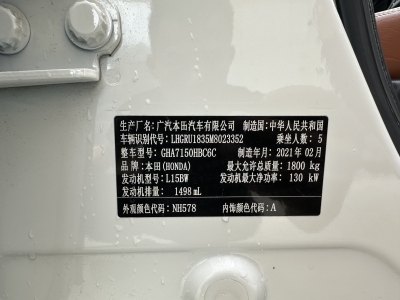 生产厂名:广汽本田汽车有限公司 制造国:中华人民共和国
车辆识别代号:LHGRU1835M8023352 乘坐人数:5
整车型号:GHA7150HBC6C 制造年月:2021年02月
品牌:本田(HONDA) 最大允许总质量:1800 kg
发动机型号:L15BW 发动机最大净功率:130 kW
发动机排量:1498 mL
外观颜色代码:NH578 内饰颜色代码:A